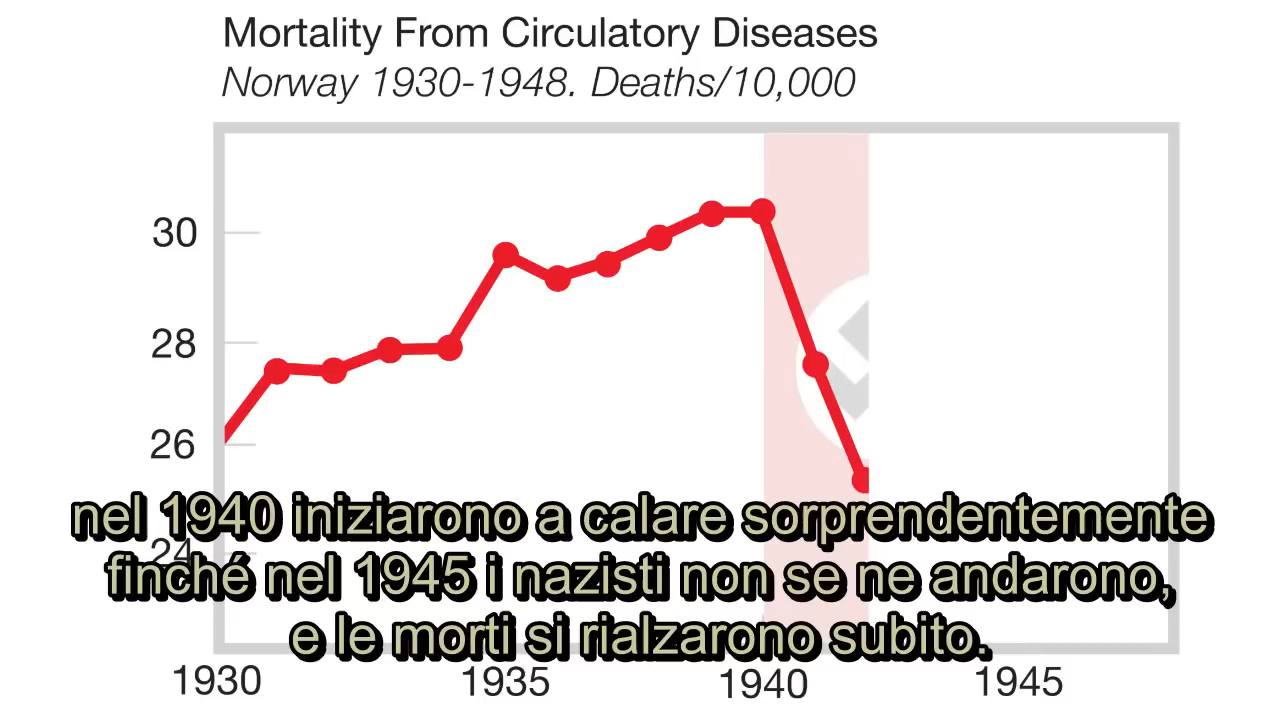 Mortality From Circulatory Diseases
Norway 1930-1948. Deaths/10,000
30
28
26
24
nel 1940 iniziarono a calare sorprendentemente
finché nel 1945 i nazisti non se ne andarono,
e le morti si rialzarono subito.
1930 1935 1940 1945